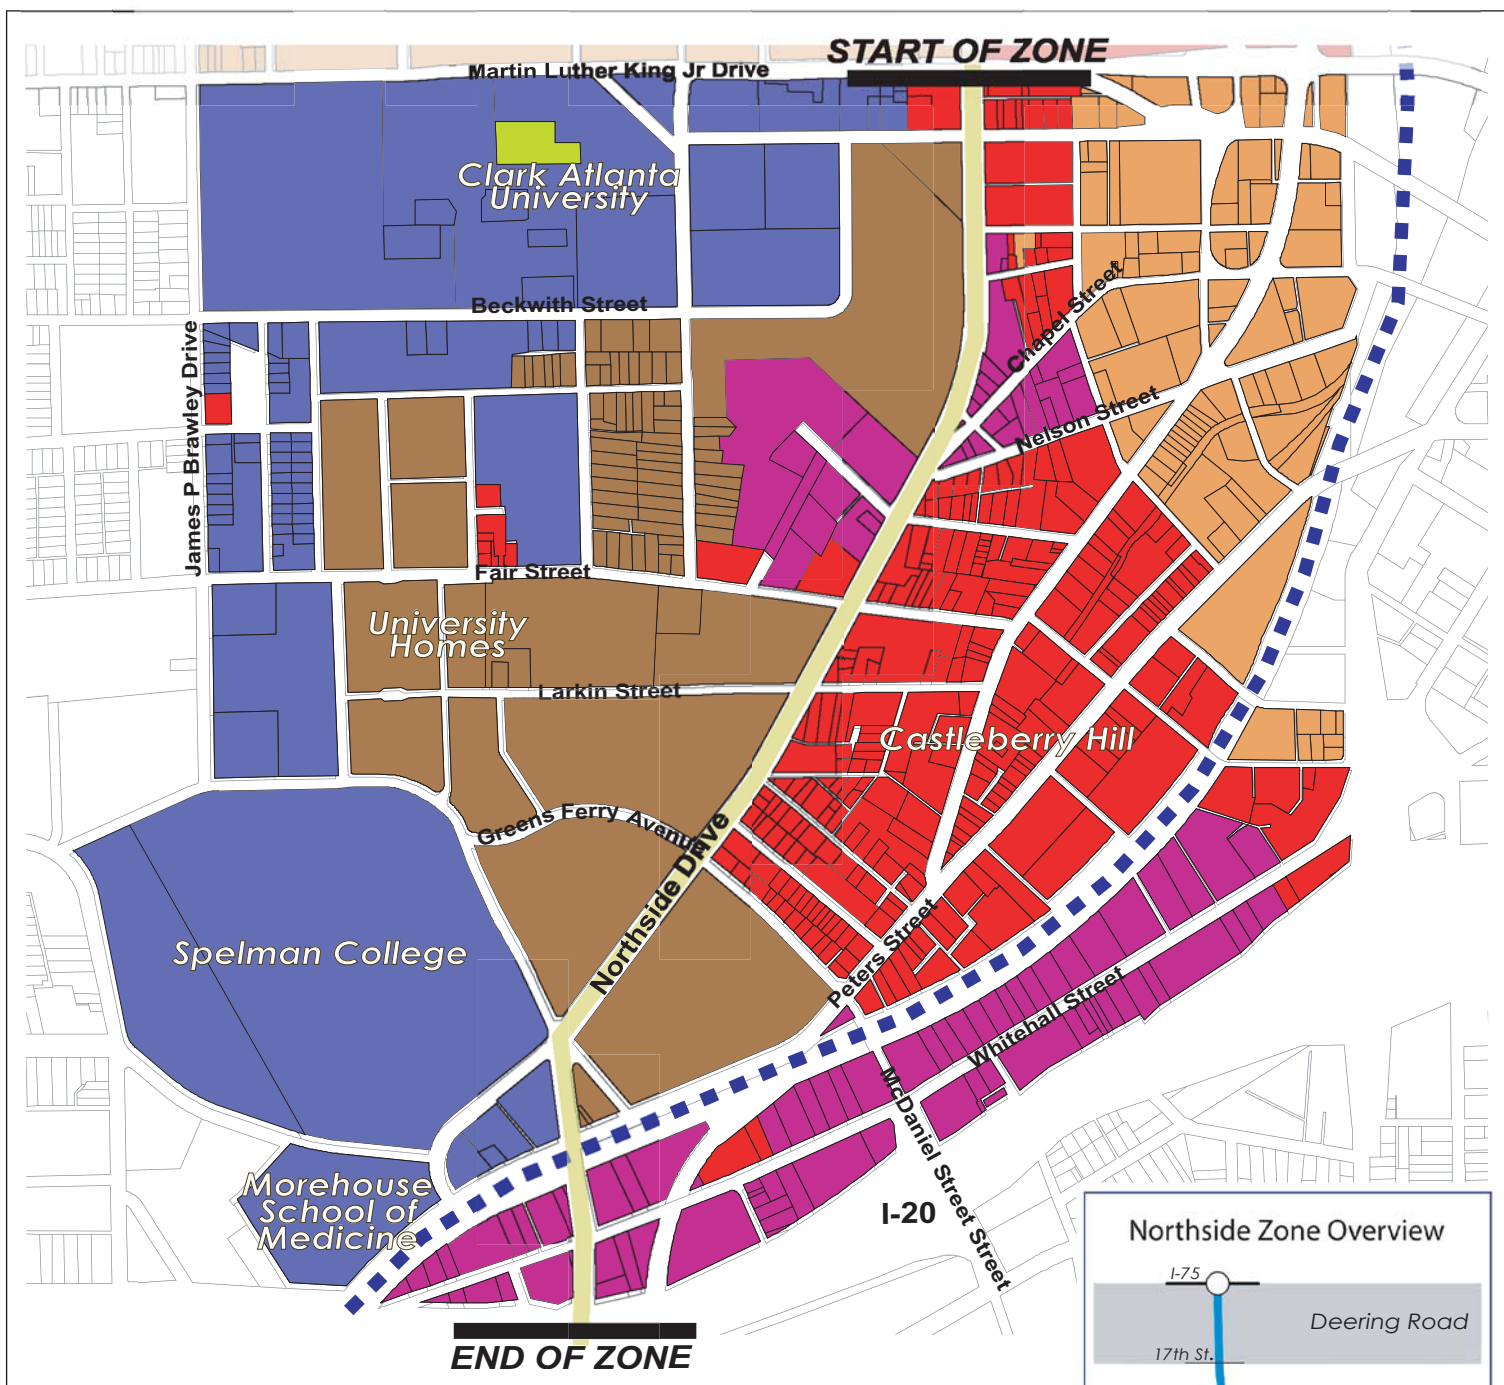 START OF ZONE
Martin Luther King Jr Drive
Clark Atlanta
University
Beckwith Street
Chapel Street
James P Brawley Drive
Nelson Street
Fair Street
University
Homes
Larkin Street
Castleberry Hill
Greens Ferry Avenue
Northside Drive
Spelman College
Peters Street
Whitehall Street
McDaniel Street Street
Morehouse
School of
Medicine
I-20
Northside Zone Overview
I-75
Deering Road
17th St.
END OF ZONE